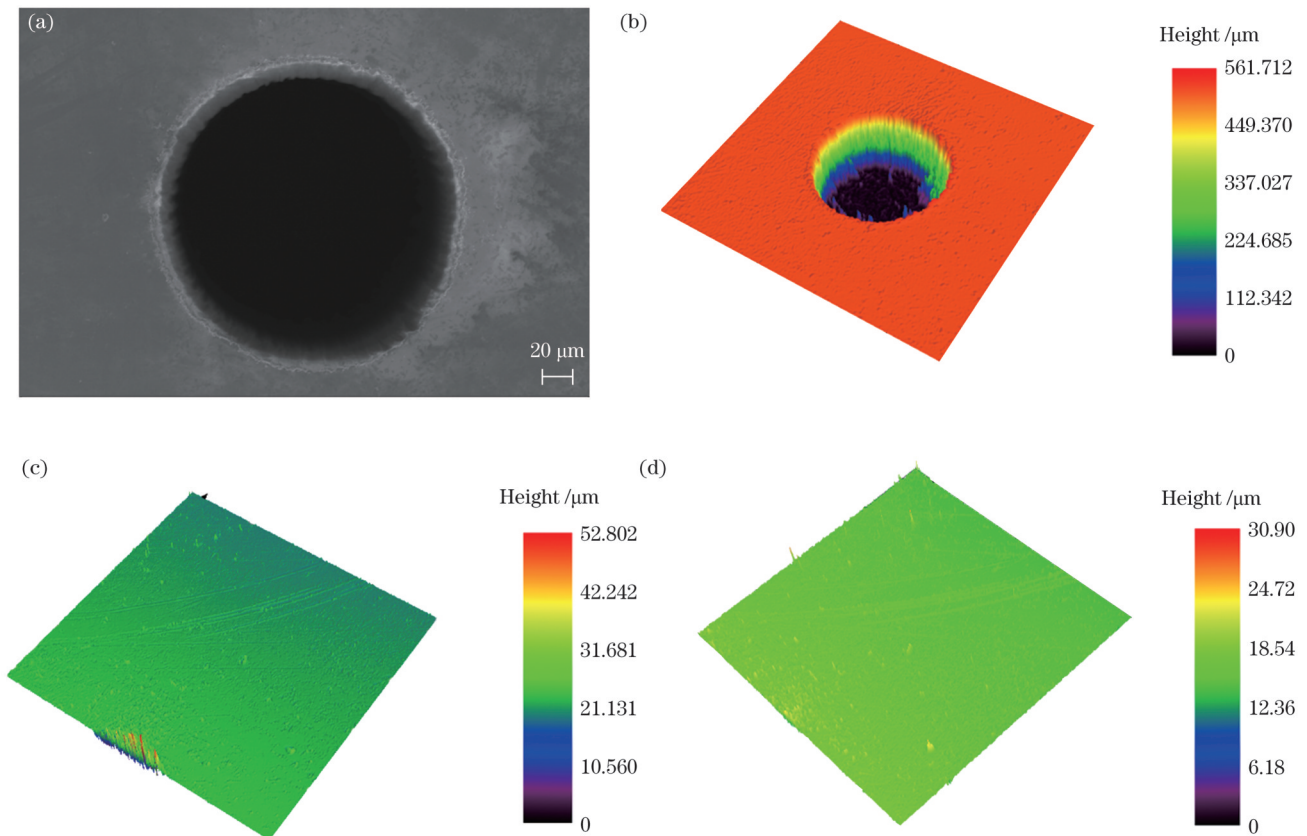 (a)
20 μm
(b)
Height /μm
561.712
449.370
337.027
224.685
112.342
0
(c)
Height /μm
52.802
42.242
31.681
21.131
10.560
0
(d)
Height /μm
30.90
24.72
18.54
12.36
6.18
0